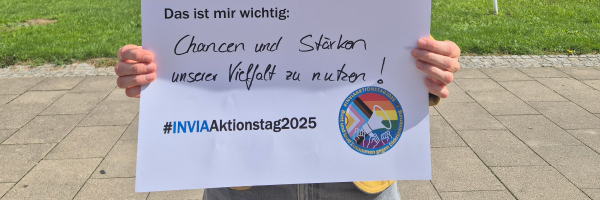 Das ist mir wichtig:
Chancen und Stärken
unserer Vielfalt zu nutzen!
#INVIAAktionstag2025